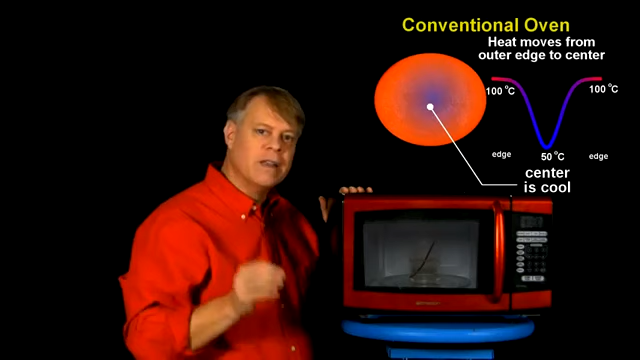 Conventional Oven
Heat moves from
outer edge to center
100 °C
100 °C
edge
50 °C
edge
center
is cool